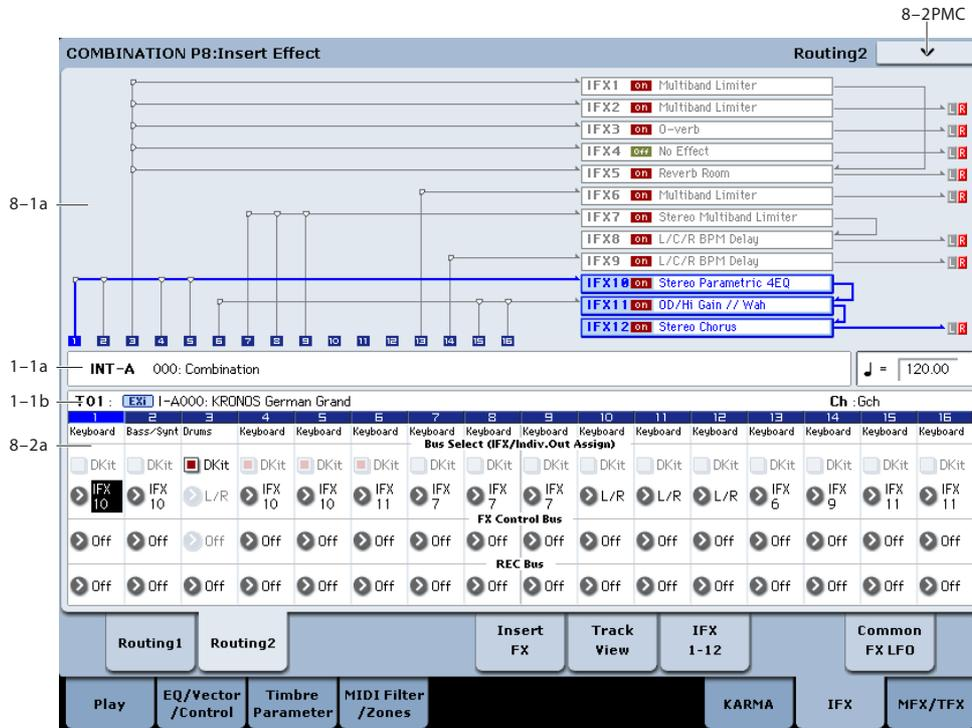 8–2PMC
COMBINATION P8:Insert Effect Routing2
IFX1 on Multiband Limiter
IFX2 on Multiband Limiter L R
IFX3 on O-verb L R
IFX4 Off No Effect L R
8–1a
IFX5 on Reverb Room L R
IFX6 on Multiband Limiter L R
IFX7 on Stereo Multiband Limiter
IFX8 on L/C/R BPM Delay L R
IFX9 on L/C/R BPM Delay L R
IFX10 on Stereo Parametric 4EQ
IFX11 on OD/Hi Gain // Wah
IFX12 on Stereo Chorus L R
1 2 3 4 5 6 7 8 9 10 11 12 13 14 15 16
1–1a
INT-A 000: Combination ♩ = 120.00
1–1b
T01 : EXi I-A000: KRONOS German Grand Ch :Gch
1 2 3 4 5 6 7 8 9 10 11 12 13 14 15 16
Keyboard Bass/Synt Drums Keyboard Keyboard Keyboard Keyboard Keyboard Keyboard Keyboard Keyboard Keyboard Keyboard Keyboard Keyboard Keyboard
8–2a
Bus Select (IFX/Indiv.Out Assign)
DKit DKit DKit DKit DKit DKit DKit DKit DKit DKit DKit DKit DKit DKit DKit DKit
IFX 10 IFX 10 L/R IFX 10 IFX 10 IFX 11 IFX 7 IFX 7 IFX 7 L/R L/R L/R IFX 6 IFX 9 IFX 11 IFX 11
FX Control Bus
Off Off Off Off Off Off Off Off Off Off Off Off Off Off Off Off
REC Bus
Off Off Off Off Off Off Off Off Off Off Off Off Off Off Off Off
Routing1 Routing2 Insert FX Track View IFX 1-12 Common FX LFO
Play EQ/Vector /Control Timbre Parameter MIDI Filter /Zones KARMA IFX MFX/TFX